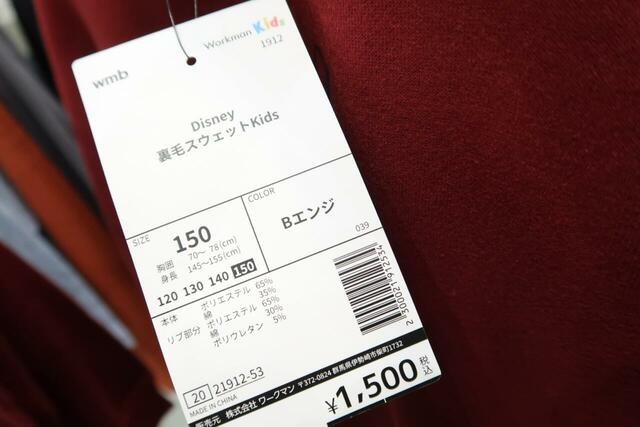 wmb
Workman Kids
1912
Disney
裏毛スウェットKids
SIZE
150
胸囲 70〜 78(cm)
身長 145〜155(cm)
120 130 140 150
COLOR
Bエンジ
039
本体 ポリエステル 65%
綿 35%
リブ部分 ポリエステル 65%
綿 30%
ポリウレタン 5%
20 21912-53
MADE IN CHINA
2300021912534
販売元 株式会社 ワークマン 〒372-0824 群馬県伊勢崎市柴町1732
¥1,500税込